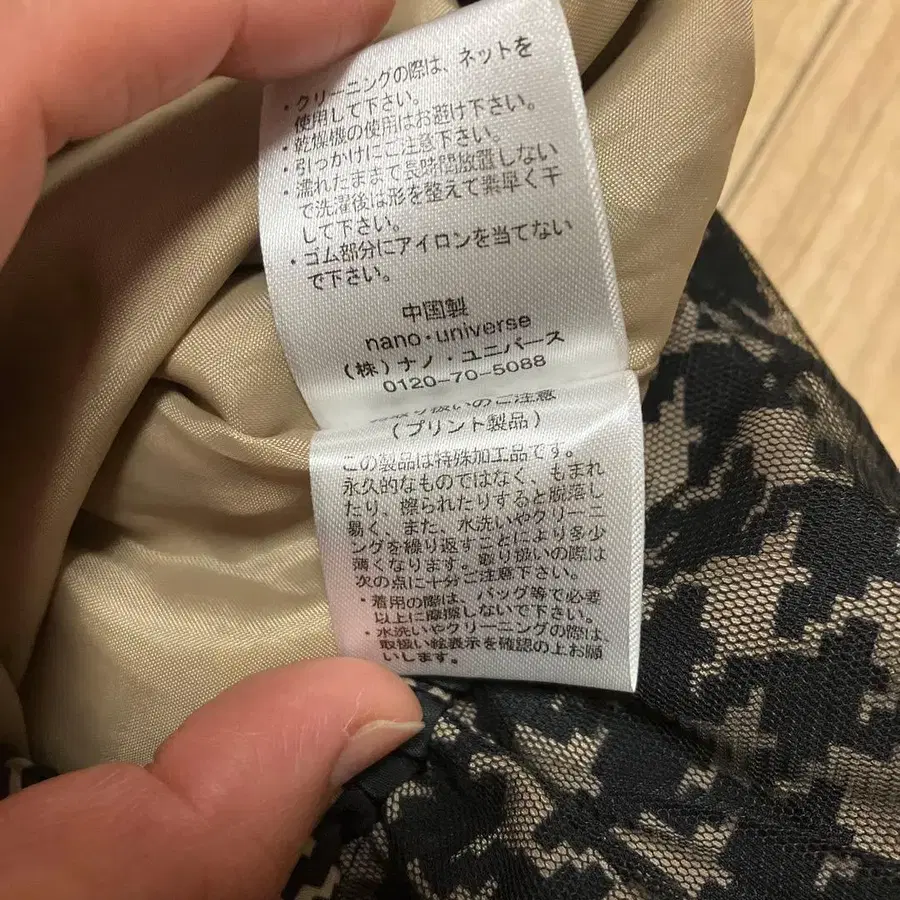 ・クリーニングの際は、ネットを
使用して下さい。
・乾燥機の使用はお避け下さい。
・引っかけにご注意下さい。
・濡れたままで長時間放置しない
で洗濯後は形を整えて素早く干
して下さい。
・ゴム部分にアイロンを当てない
で下さい。
中国製
nano・universe
(株)ナノ・ユニバース
0120-70-5088
取り扱いのご注意
(プリント製品)
この製品は特殊加工品です。
永久的なものではなく、もまれ
たり、擦られたりすると脱落し
易く、また、水洗いやクリーニ
ングを繰り返すことにより多少
薄くなります。取り扱いの際は
次の点に十分ご注意下さい。
・着用の際は、バッグ等で必要
以上に摩擦しないで下さい。
・水洗いやクリーニングの際は、
取扱い絵表示を確認の上お願
いします。